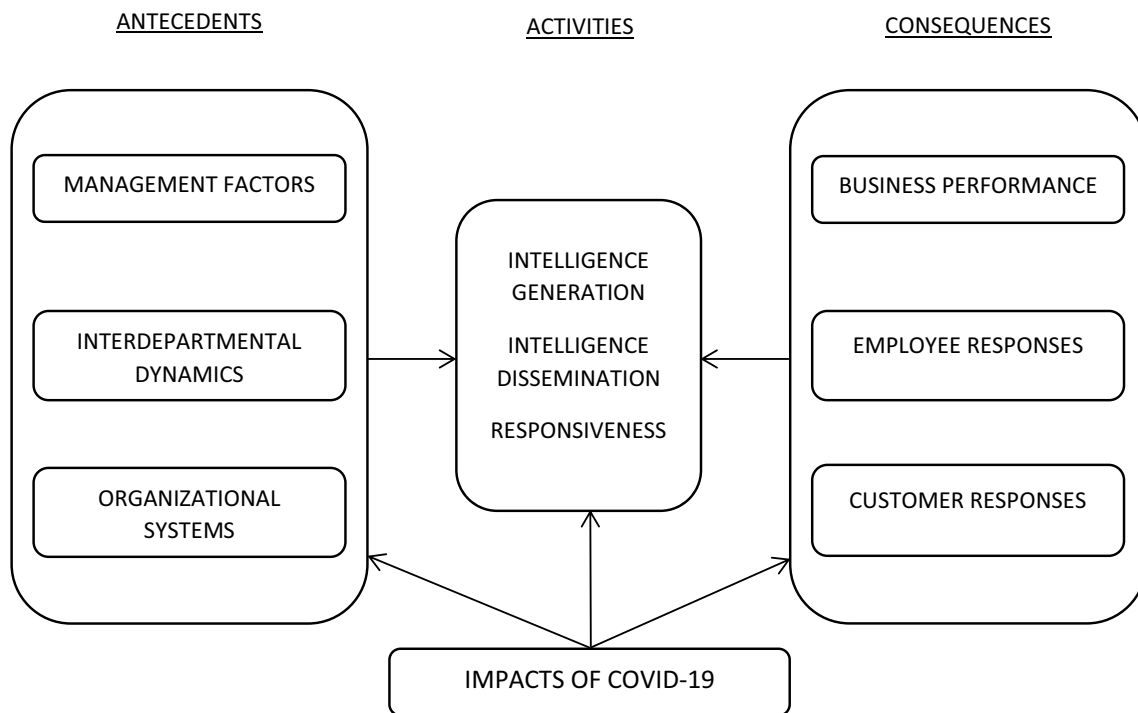 ANTECEDENTS
ACTIVITIES
CONSEQUENCES
MANAGEMENT FACTORS
INTERDEPARTMENTAL
DYNAMICS
ORGANIZATIONAL
SYSTEMS
INTELLIGENCE
GENERATION
INTELLIGENCE
DISSEMINATION
RESPONSIVENESS
BUSINESS PERFORMANCE
EMPLOYEE RESPONSES
CUSTOMER RESPONSES
IMPACTS OF COVID-19